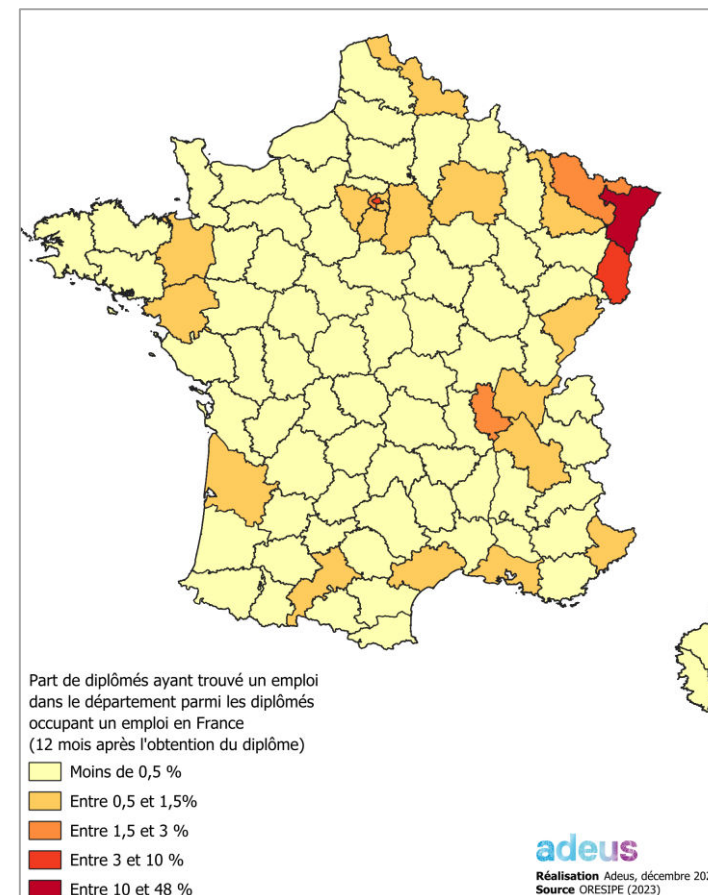 Part de diplômés ayant trouvé un emploi
dans le département parmi les diplômés
occupant un emploi en France
(12 mois après l'obtention du diplôme)
Moins de 0,5 %
Entre 0,5 et 1,5%
Entre 1,5 et 3 %
Entre 3 et 10 %
Entre 10 et 48 %
adeus
Réalisation Adeus, décembre 202
Source ORESIPE (2023)